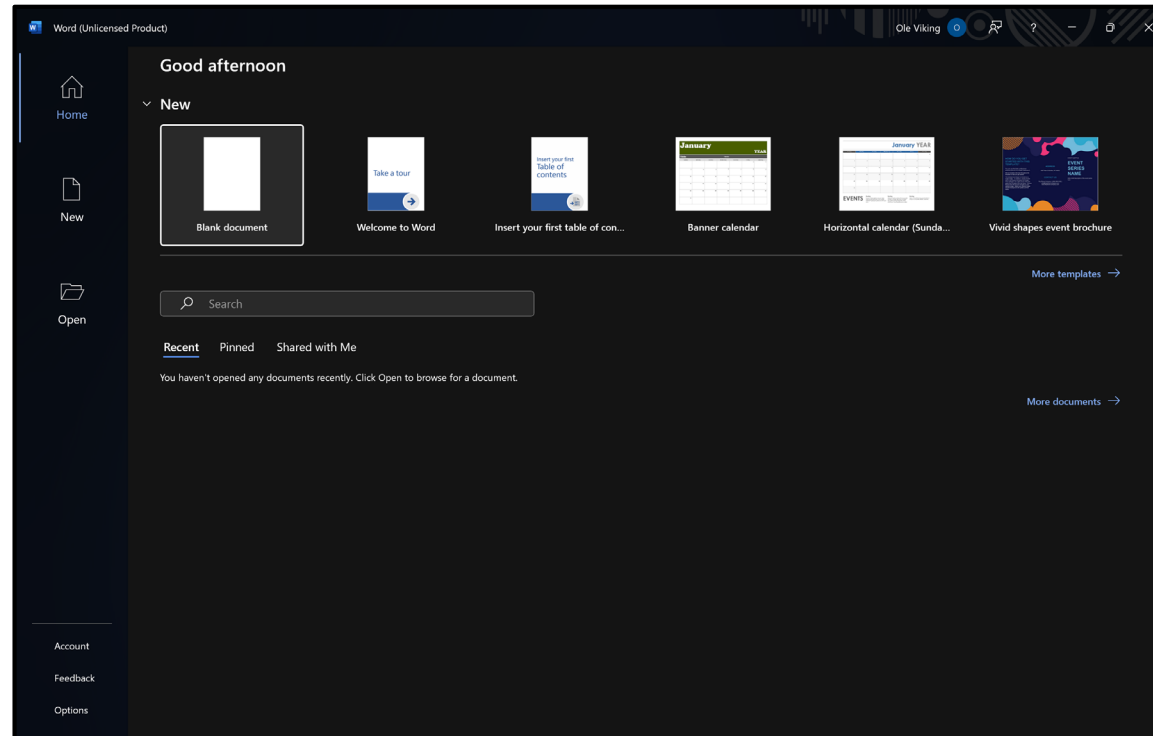 Word (Unlicensed Product)
Ole Viking
O
?
Good afternoon
Home
New
New
Open
Take a tour
Insert your first
Table of
contents
January
YEAR
January YEAR
EVENTS
EVENT
SERIES
NAME
Blank document
Welcome to Word
Insert your first table of con...
Banner calendar
Horizontal calendar (Sunda...
Vivid shapes event brochure
More templates
Search
Recent Pinned Shared with Me
You haven't opened any documents recently. Click Open to browse for a document.
More documents
Account
Feedback
Options